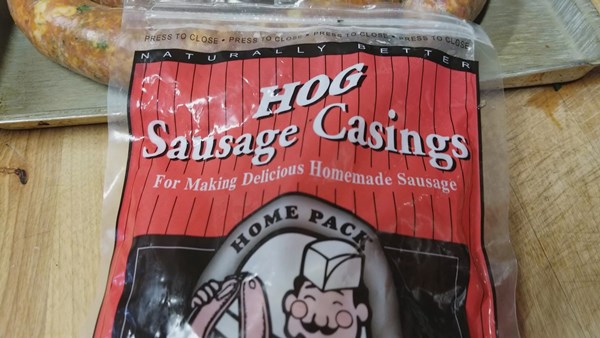 PRESS TO CLOSE • PRESS TO CLOSE • PRESS TO CLOSE • PRESS TO CLOSE
NATURALLY BETTER
HOG
Sausage Casings
For Making Delicious Homemade Sausage
HOME PACK